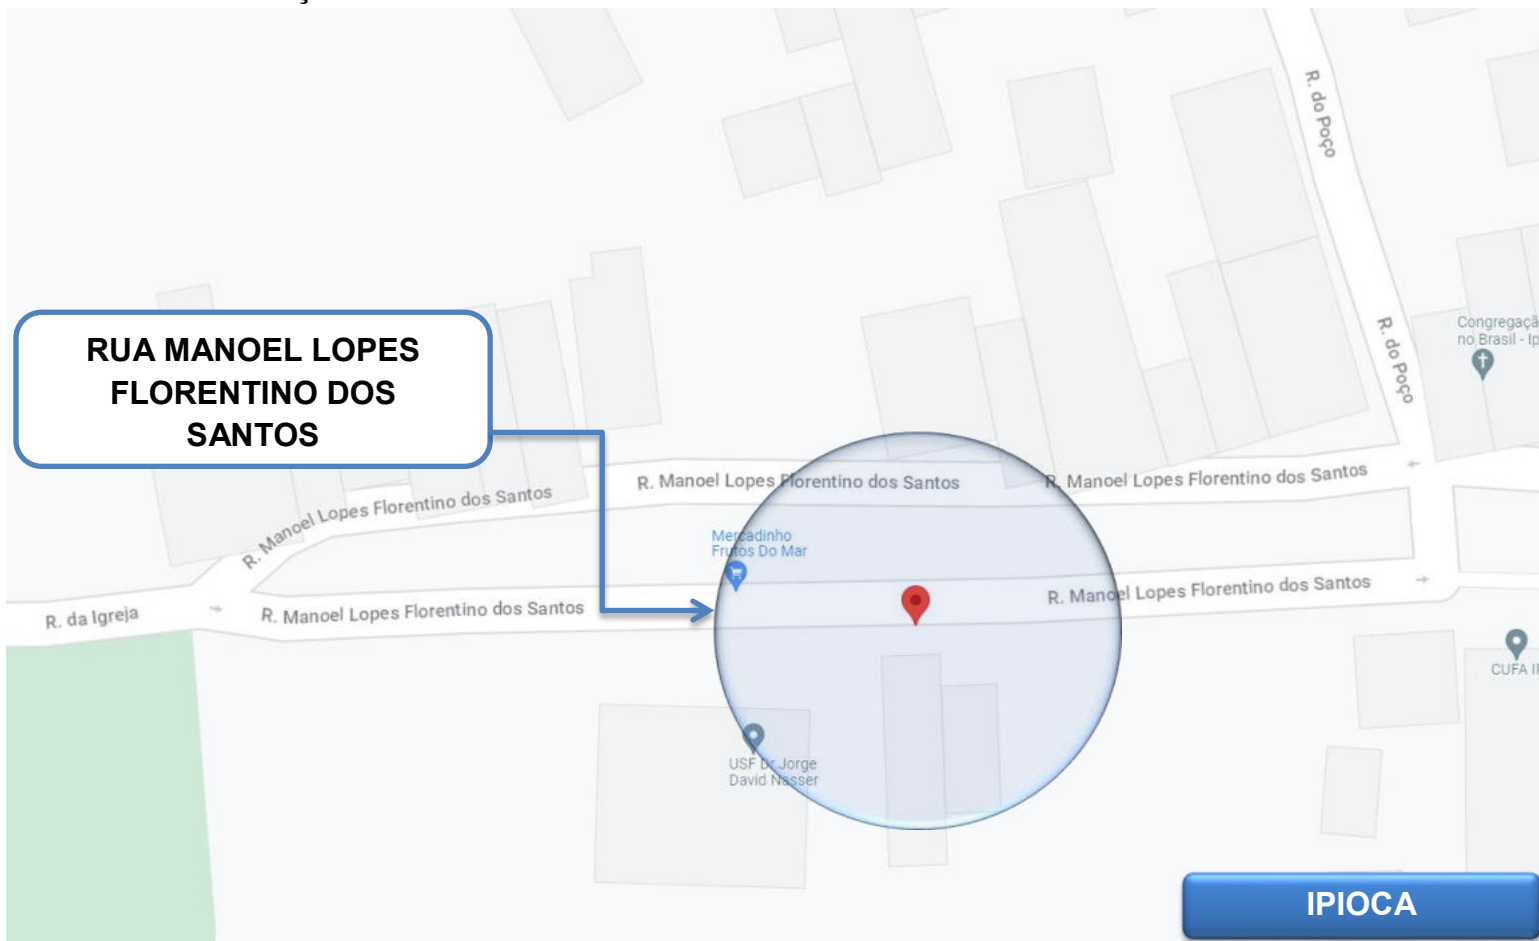 R. do Poço
R. do Poço
Congregaçã
no Brasil - Ip
RUA MANOEL LOPES
FLORENTINO DOS
SANTOS
R. Manoel Lopes Florentino dos Santos
R. Manoel Lopes Florentino dos Santos
R. Manoel Lopes Florentino dos Santos
Mercadinho
Frutos Do Mar
R. da Igreja
R. Manoel Lopes Florentino dos Santos
R. Manoel Lopes Florentino dos Santos
CUFA IP
USF Dr Jorge
David Nasser
IPIOCA